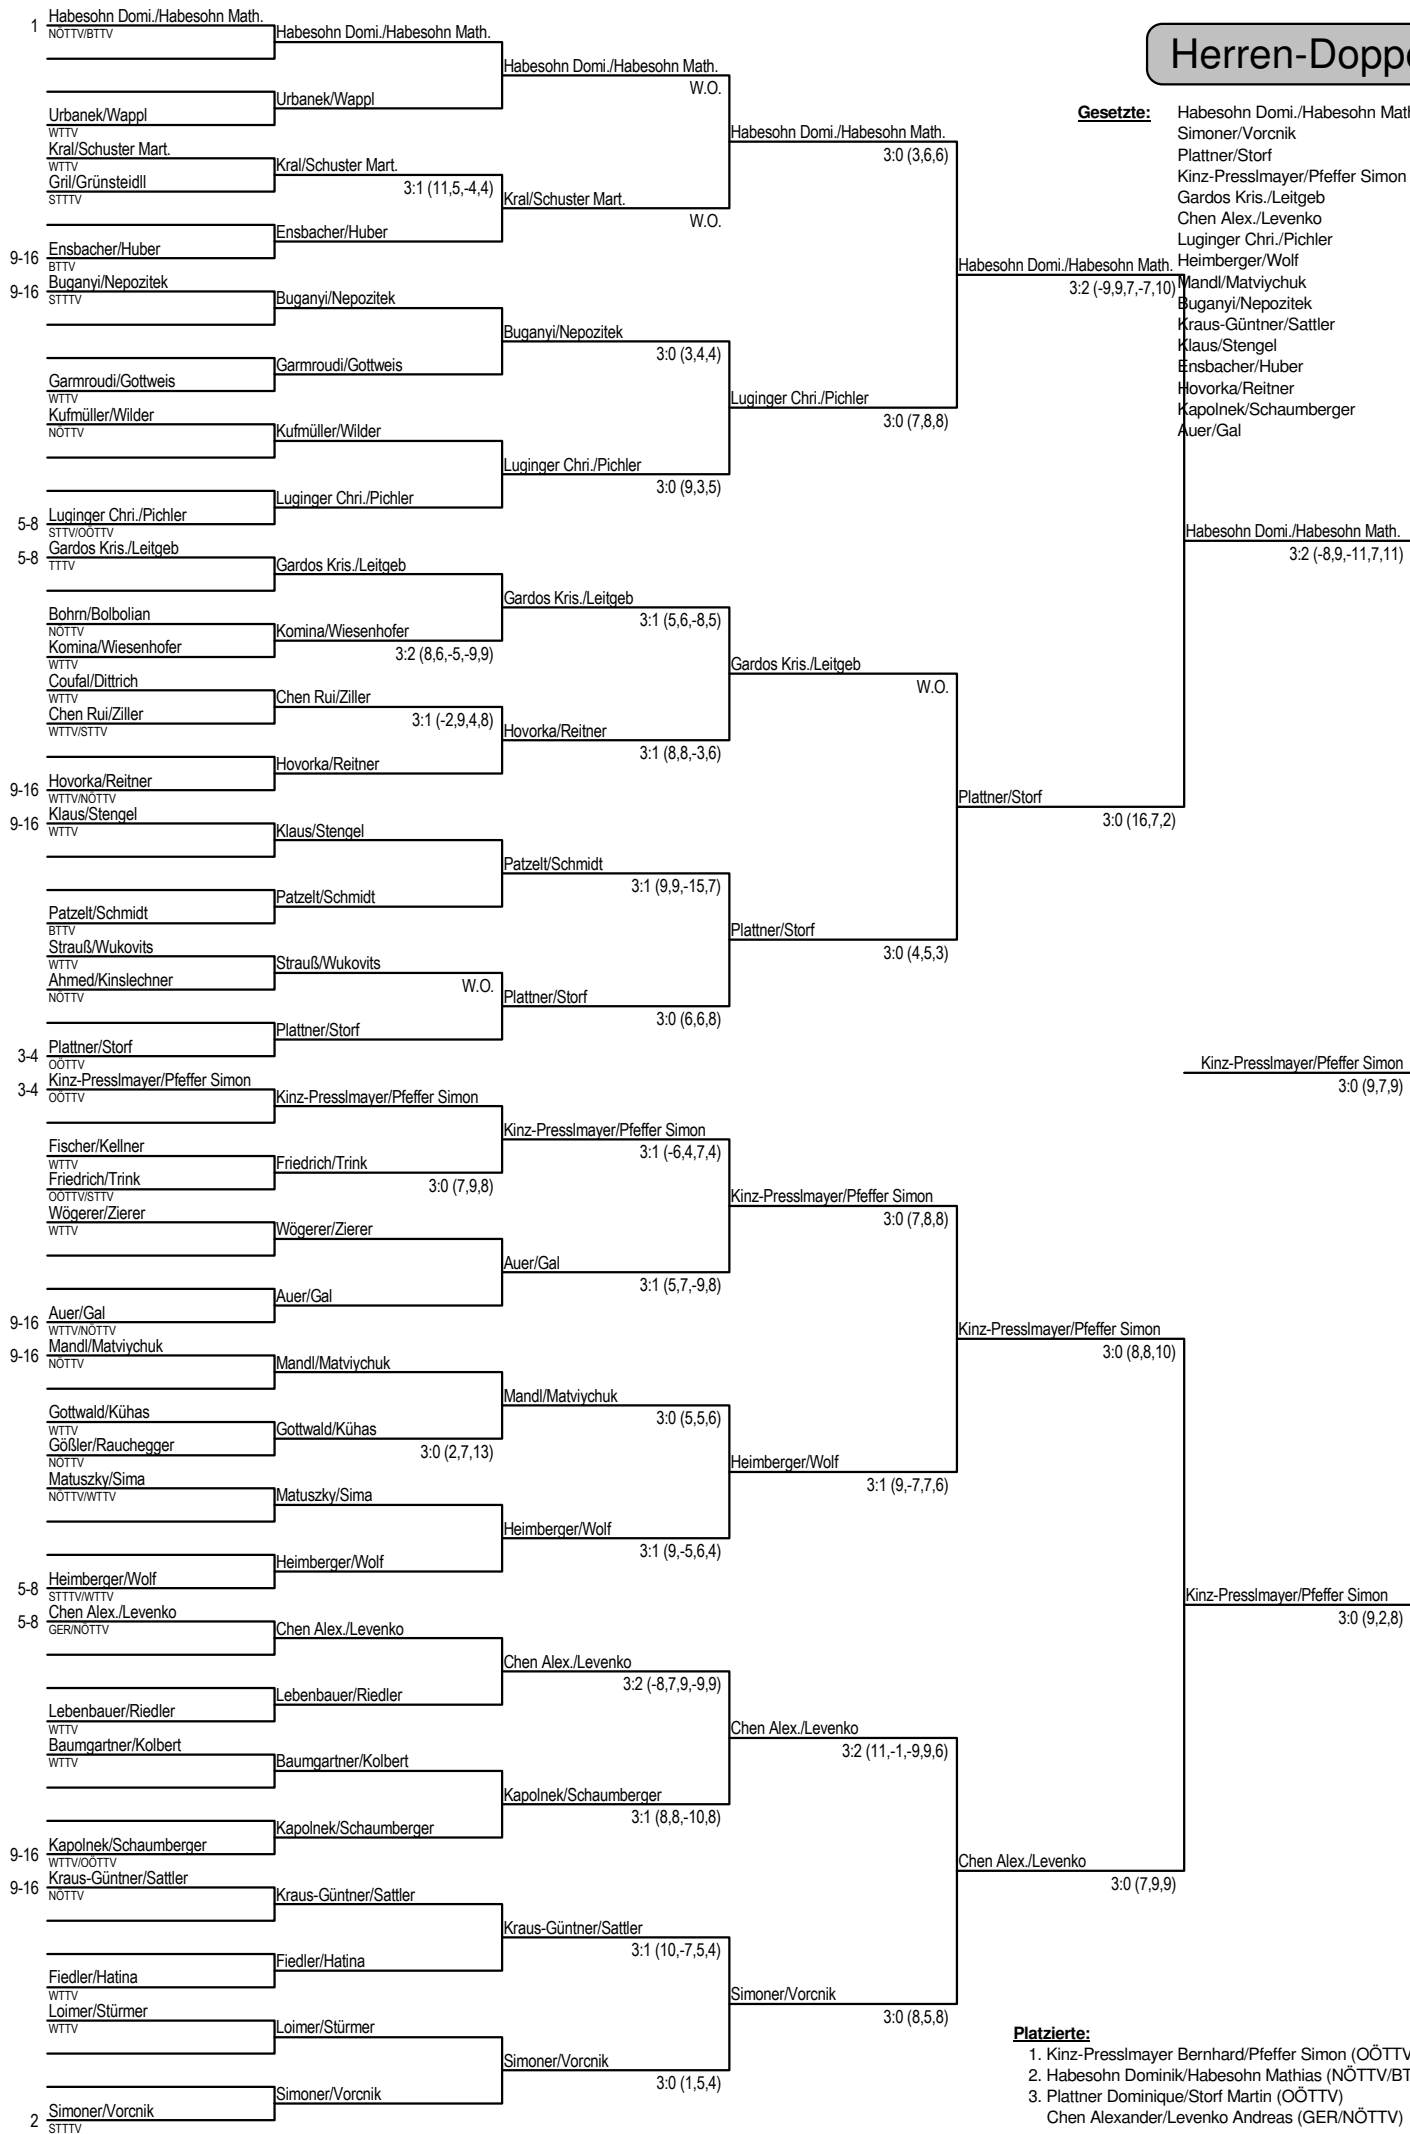 Herren-Doppe
Gesetzte:
Habesohn Domi./Habesohn Math
Simoner/Vorcnik
Plattner/Storf
Kinz-Presslmayer/Pfeffer Simon
Gardos Kris./Leitgeb
Chen Alex./Levenko
Luginger Chri./Pichler
Heimberger/Wolf
Mandl/Matviychuk
Buganyi/Nepozitek
Kraus-Güntner/Sattler
Klaus/Stengel
Ensbacher/Huber
Hovorka/Reitner
Kapolnek/Schaumberger
Auer/Gal
1 Habesohn Domi./Habesohn Math.
NÖTTV/BTTV
Urbanek/Wappl
WTTV
Kral/Schuster Mart.
WTTV
Gril/Grünsteidll
STTTV
9-16 Ensbacher/Huber
BTTV
9-16 Buganyi/Nepozitek
STTTV
Garmroudi/Gottweis
WTTV
Kufmüller/Wilder
NÖTTV
5-8 Luginger Chri./Pichler
STTV/OÖTTV
5-8 Gardos Kris./Leitgeb
TTTV
Bohrn/Bolbolian
NÖTTV
Komina/Wiesenhofer
WTTV
Coufal/Dittrich
WTTV
Chen Rui/Ziller
WTTV/STTV
9-16 Hovorka/Reitner
WTTV/NÖTTV
9-16 Klaus/Stengel
WTTV
Patzelt/Schmidt
BTTV
Strauß/Wukovits
WTTV
Ahmed/Kinslechner
NÖTTV
3-4 Plattner/Storf
OÖTTV
3-4 Kinz-Presslmayer/Pfeffer Simon
OÖTTV
Fischer/Kellner
WTTV
Friedrich/Trink
OÖTTV/STTV
Wögerer/Zierer
WTTV
9-16 Auer/Gal
WTTV/NÖTTV
9-16 Mandl/Matviychuk
NÖTTV
Gottwald/Kühas
WTTV
Gößler/Rauchegger
NÖTTV
Matuszky/Sima
NÖTTV/WTTV
5-8 Heimberger/Wolf
STTTV/WTTV
5-8 Chen Alex./Levenko
GER/NÖTTV
Lebenbauer/Riedler
WTTV
Baumgartner/Kolbert
WTTV
9-16 Kapolnek/Schaumberger
WTTV/OÖTTV
9-16 Kraus-Güntner/Sattler
NÖTTV
Fiedler/Hatina
WTTV
Loimer/Stürmer
WTTV
2 Simoner/Vorcnik
STTTV
Habesohn Domi./Habesohn Math.
Urbanek/Wappl
Kral/Schuster Mart.
3:1 (11,5,-4,4)
Ensbacher/Huber
Buganyi/Nepozitek
Garmroudi/Gottweis
Kufmüller/Wilder
Luginger Chri./Pichler
Gardos Kris./Leitgeb
Komina/Wiesenhofer
3:2 (8,6,-5,-9,9)
Chen Rui/Ziller
3:1 (-2,9,4,8)
Hovorka/Reitner
Klaus/Stengel
Patzelt/Schmidt
Strauß/Wukovits
W.O.
Plattner/Storf
Kinz-Presslmayer/Pfeffer Simon
Friedrich/Trink
3:0 (7,9,8)
Wögerer/Zierer
Auer/Gal
Mandl/Matviychuk
Gottwald/Kühas
3:0 (2,7,13)
Matuszky/Sima
Heimberger/Wolf
Chen Alex./Levenko
Lebenbauer/Riedler
Baumgartner/Kolbert
Kapolnek/Schaumberger
Kraus-Güntner/Sattler
Fiedler/Hatina
Loimer/Stürmer
Simoner/Vorcnik
Habesohn Domi./Habesohn Math.
W.O.
Kral/Schuster Mart.
W.O.
Buganyi/Nepozitek
3:0 (3,4,4)
Luginger Chri./Pichler
3:0 (9,3,5)
Gardos Kris./Leitgeb
3:1 (5,6,-8,5)
Hovorka/Reitner
3:1 (8,8,-3,6)
Patzelt/Schmidt
3:1 (9,9,-15,7)
Plattner/Storf
3:0 (6,6,8)
Kinz-Presslmayer/Pfeffer Simon
3:1 (-6,4,7,4)
Auer/Gal
3:1 (5,7,-9,8)
Mandl/Matviychuk
3:0 (5,5,6)
Heimberger/Wolf
3:1 (9,-5,6,4)
Chen Alex./Levenko
3:2 (-8,7,9,-9,9)
Kapolnek/Schaumberger
3:1 (8,8,-10,8)
Kraus-Güntner/Sattler
3:1 (10,-7,5,4)
Simoner/Vorcnik
3:0 (1,5,4)
Habesohn Domi./Habesohn Math.
3:0 (3,6,6)
Luginger Chri./Pichler
3:0 (7,8,8)
Gardos Kris./Leitgeb
W.O.
Plattner/Storf
3:0 (4,5,3)
Kinz-Presslmayer/Pfeffer Simon
3:0 (7,8,8)
Heimberger/Wolf
3:1 (9,-7,7,6)
Chen Alex./Levenko
3:2 (11,-1,-9,9,6)
Simoner/Vorcnik
3:0 (8,5,8)
Habesohn Domi./Habesohn Math.
3:2 (-9,9,7,-7,10)
Plattner/Storf
3:0 (16,7,2)
Kinz-Presslmayer/Pfeffer Simon
3:0 (8,8,10)
Chen Alex./Levenko
3:0 (7,9,9)
Habesohn Domi./Habesohn Math.
3:2 (-8,9,-11,7,11)
Kinz-Presslmayer/Pfeffer Simon
3:0 (9,7,9)
Kinz-Presslmayer/Pfeffer Simon
3:0 (9,2,8)
Platzierte:
1. Kinz-Presslmayer Bernhard/Pfeffer Simon (OÖTTV
2. Habesohn Dominik/Habesohn Mathias (NÖTTV/BT
3. Plattner Dominique/Storf Martin (OÖTTV)
Chen Alexander/Levenko Andreas (GER/NÖTTV)